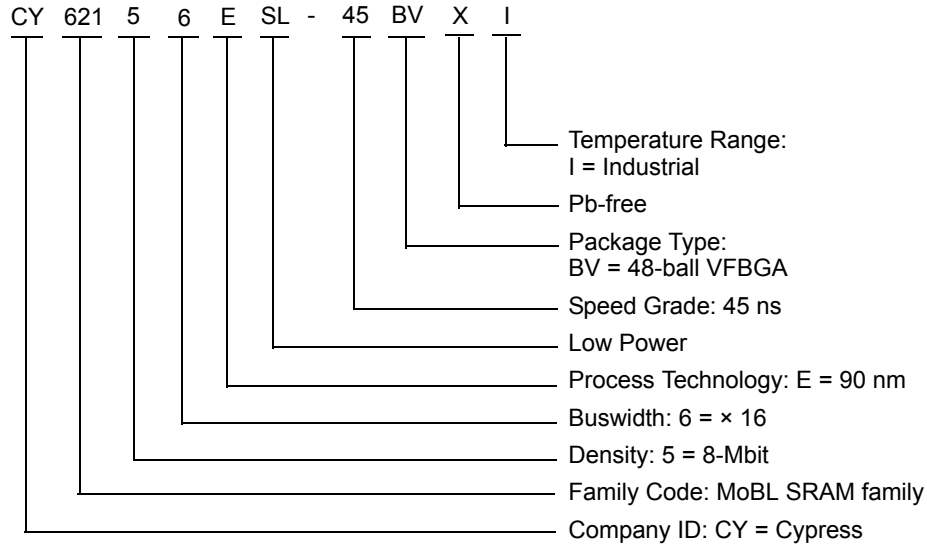 CY 621 5 6 E SL - 45 BV X I
Temperature Range:
I = Industrial
Pb-free
Package Type:
BV = 48-ball VFBGA
Speed Grade: 45 ns
Low Power
Process Technology: E = 90 nm
Buswidth: 6 = × 16
Density: 5 = 8-Mbit
Family Code: MoBL SRAM family
Company ID: CY = Cypress